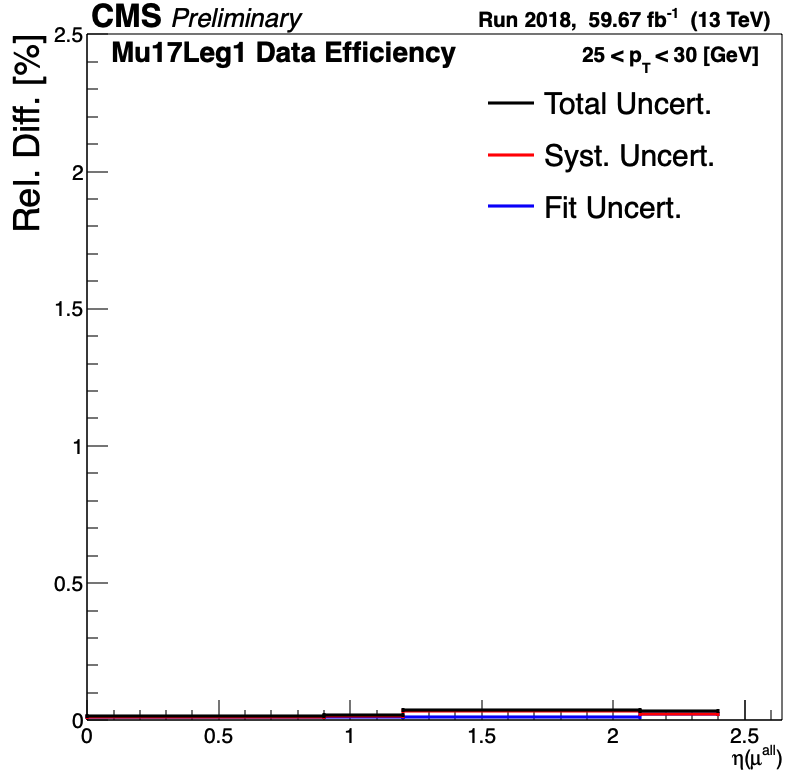 CMS Preliminary Run 2018, 59.67 fb⁻¹ (13 TeV)
Mu17Leg1 Data Efficiency 25 < p_T < 30 [GeV]
Total Uncert.
Syst. Uncert.
Fit Uncert.
Rel. Diff. [%]
2.5
2
1.5
1
0.5
0
0 0.5 1 1.5 2 2.5
η(μ^all)